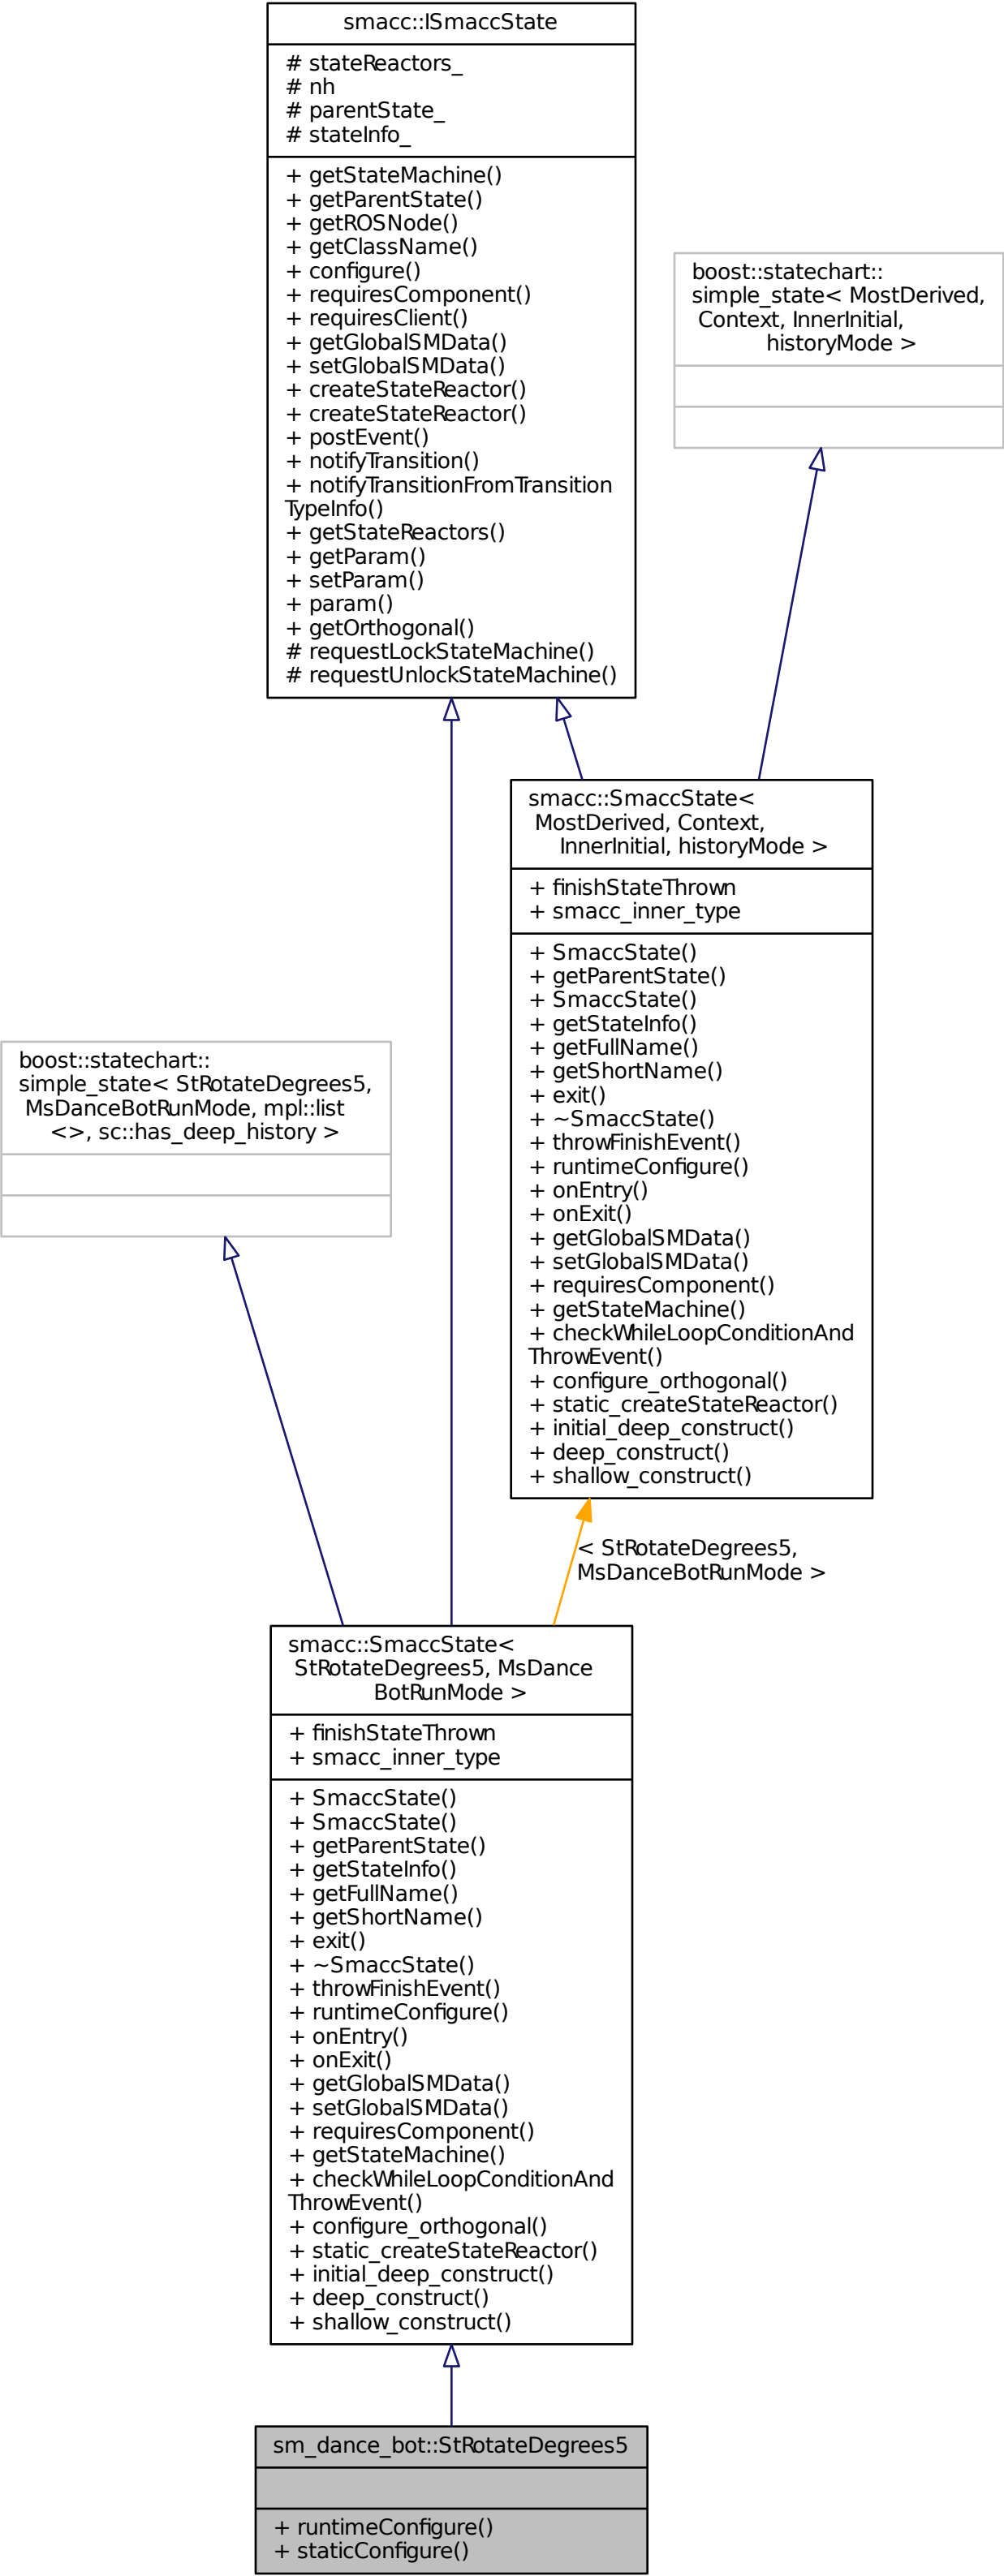 smacc::ISmaccState
# stateReactors_
# nh
# parentState_
# stateInfo_
+ getStateMachine()
+ getParentState()
+ getROSNode()
+ getClassName()
+ configure()
+ requiresComponent()
+ requiresClient()
+ getGlobalSMData()
+ setGlobalSMData()
+ createStateReactor()
+ createStateReactor()
+ postEvent()
+ notifyTransition()
+ notifyTransitionFromTransition
TypeInfo()
+ getStateReactors()
+ getParam()
+ setParam()
+ param()
+ getOrthogonal()
# requestLockStateMachine()
# requestUnlockStateMachine()
boost::statechart::
simple_state< MostDerived,
Context, InnerInitial,
historyMode >
smacc::SmaccState<
MostDerived, Context,
InnerInitial, historyMode >
+ finishStateThrown
+ smacc_inner_type
+ SmaccState()
+ getParentState()
+ SmaccState()
+ getStateInfo()
+ getFullName()
+ getShortName()
+ exit()
+ ~SmaccState()
+ throwFinishEvent()
+ runtimeConfigure()
+ onEntry()
+ onExit()
+ getGlobalSMData()
+ setGlobalSMData()
+ requiresComponent()
+ getStateMachine()
+ checkWhileLoopConditionAnd
ThrowEvent()
+ configure_orthogonal()
+ static_createStateReactor()
+ initial_deep_construct()
+ deep_construct()
+ shallow_construct()
boost::statechart::
simple_state< StRotateDegrees5,
MsDanceBotRunMode, mpl::list
<>, sc::has_deep_history >
< StRotateDegrees5,
MsDanceBotRunMode >
smacc::SmaccState<
StRotateDegrees5, MsDance
BotRunMode >
+ finishStateThrown
+ smacc_inner_type
+ SmaccState()
+ SmaccState()
+ getParentState()
+ getStateInfo()
+ getFullName()
+ getShortName()
+ exit()
+ ~SmaccState()
+ throwFinishEvent()
+ runtimeConfigure()
+ onEntry()
+ onExit()
+ getGlobalSMData()
+ setGlobalSMData()
+ requiresComponent()
+ getStateMachine()
+ checkWhileLoopConditionAnd
ThrowEvent()
+ configure_orthogonal()
+ static_createStateReactor()
+ initial_deep_construct()
+ deep_construct()
+ shallow_construct()
sm_dance_bot::StRotateDegrees5
+ runtimeConfigure()
+ staticConfigure()